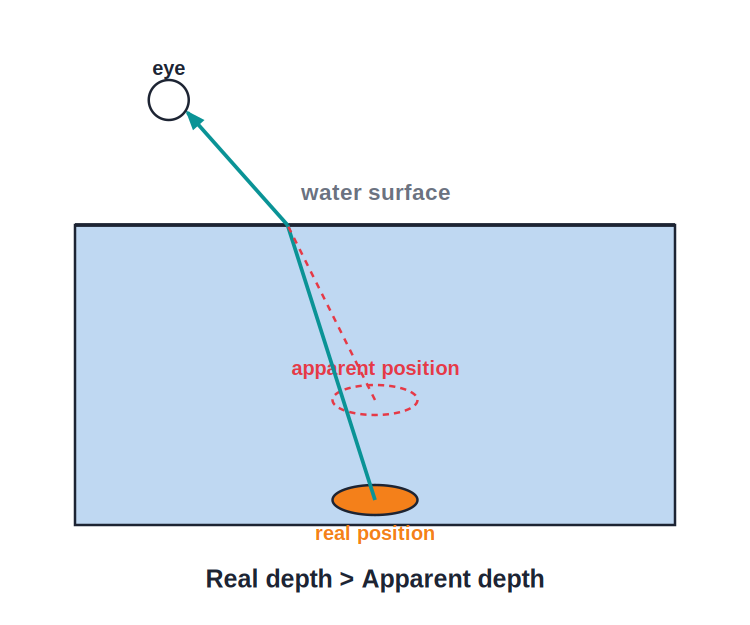 eye
water surface
apparent position
real position
Real depth > Apparent depth